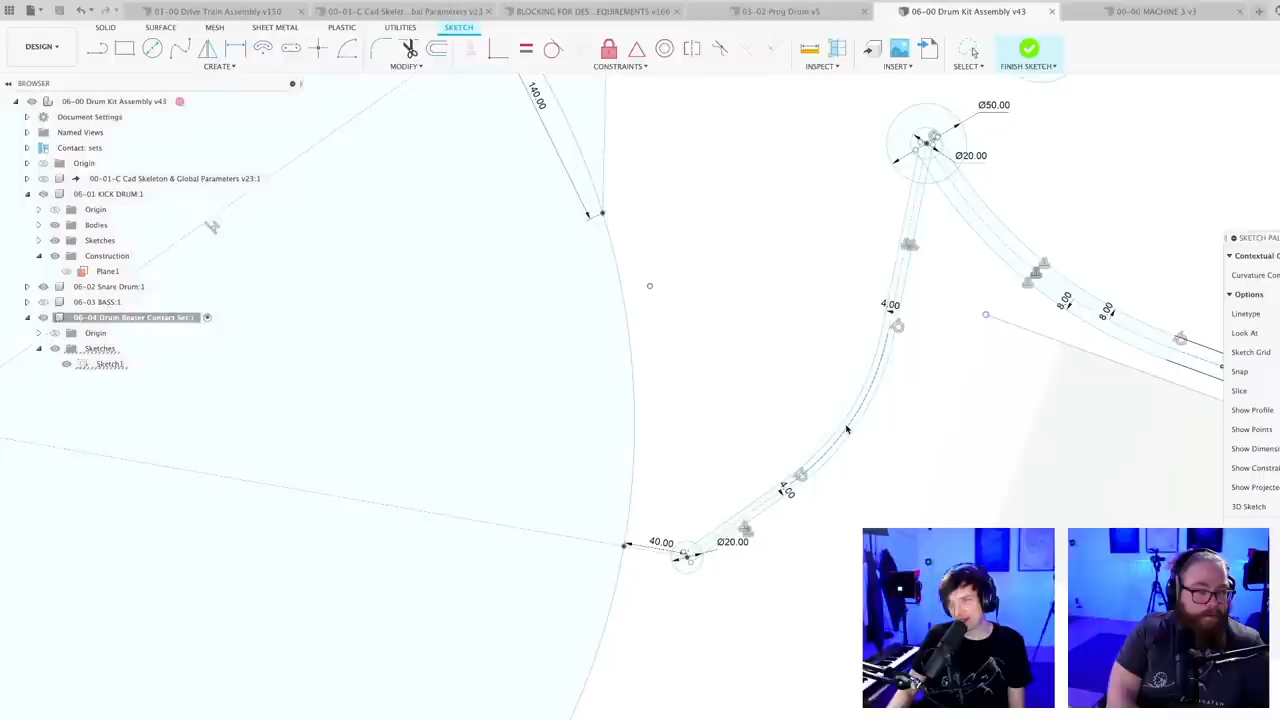 01-00 Drive Train Assembly v150
00-01-C Cad Skelet...bal Parameters v23
BLOCKING FOR DES...EQUIREMENTS v166
03-02 Prog Drum v5
06-00 Drum Kit Assembly v43
00-00 MACHINE 3 v3
SOLID
SURFACE
MESH
SHEET METAL
PLASTIC
UTILITIES
SKETCH
DESIGN
CREATE
MODIFY
CONSTRAINTS
INSPECT
INSERT
SELECT
FINISH SKETCH
BROWSER
06-00 Drum Kit Assembly v43
Document Settings
Named Views
Contact: sets
Origin
00-01-C Cad Skeleton & Global Parameters v23:1
06-01 KICK DRUM:1
Origin
Bodies
Sketches
Construction
Plane1
06-02 Snare Drum:1
06-03 BASS:1
06-04 Drum Beater Contact Set:1
Origin
Sketches
Sketch1
140.00
Ø50.00
Ø20.00
4.00
8.00
8.00
4.00
40.00
Ø20.00
SKETCH PAL
Contextual O
Curvature Com
Options
Linetype
Look At
Sketch Grid
Snap
Slice
Show Profile
Show Points
Show Dimensi
Show Constrai
Show Projecte
3D Sketch